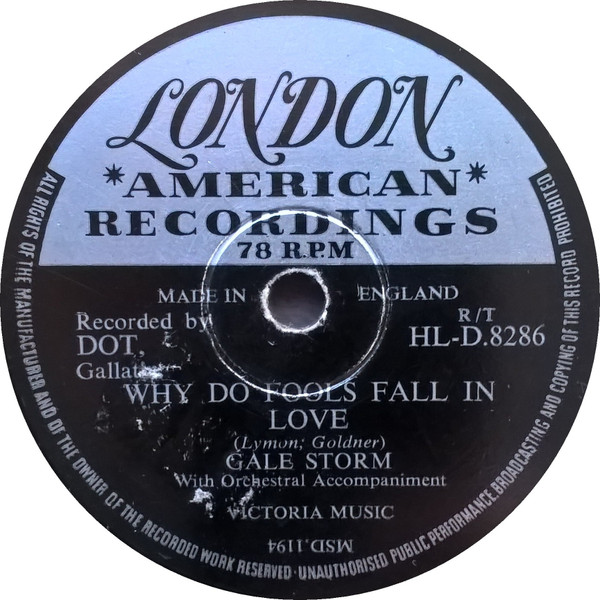 LONDON
*AMERICAN*
RECORDINGS
78 R.P.M
MADE IN ENGLAND
Recorded by
DOT,
R/T
HL-D.8286
WHY DO FOOLS FALL IN
LOVE
(Lymon; Goldner)
GALE STORM
With Orchestral Accompaniment
VICTORIA MUSIC
MSD.1194
ALL RIGHTS OF THE MANUFACTURER AND OF THE OWNER OF THE RECORDED WORK RESERVED · UNAUTHORISED PUBLIC PERFORMANCE BROADCASTING AND COPYING OF THIS RECORD PROHIBITED